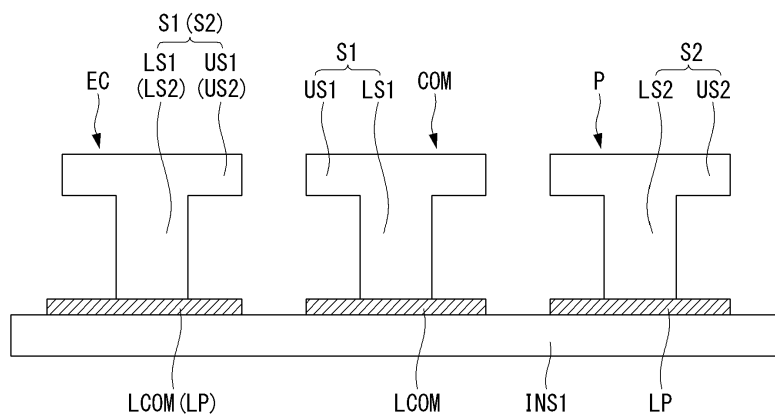 S1(S2)
LS1 US1
EC (LS2) (US2)
S1
US1 LS1
COM
P
S2
LS2 US2
LCOM(LP)
LCOM
INS1
LP